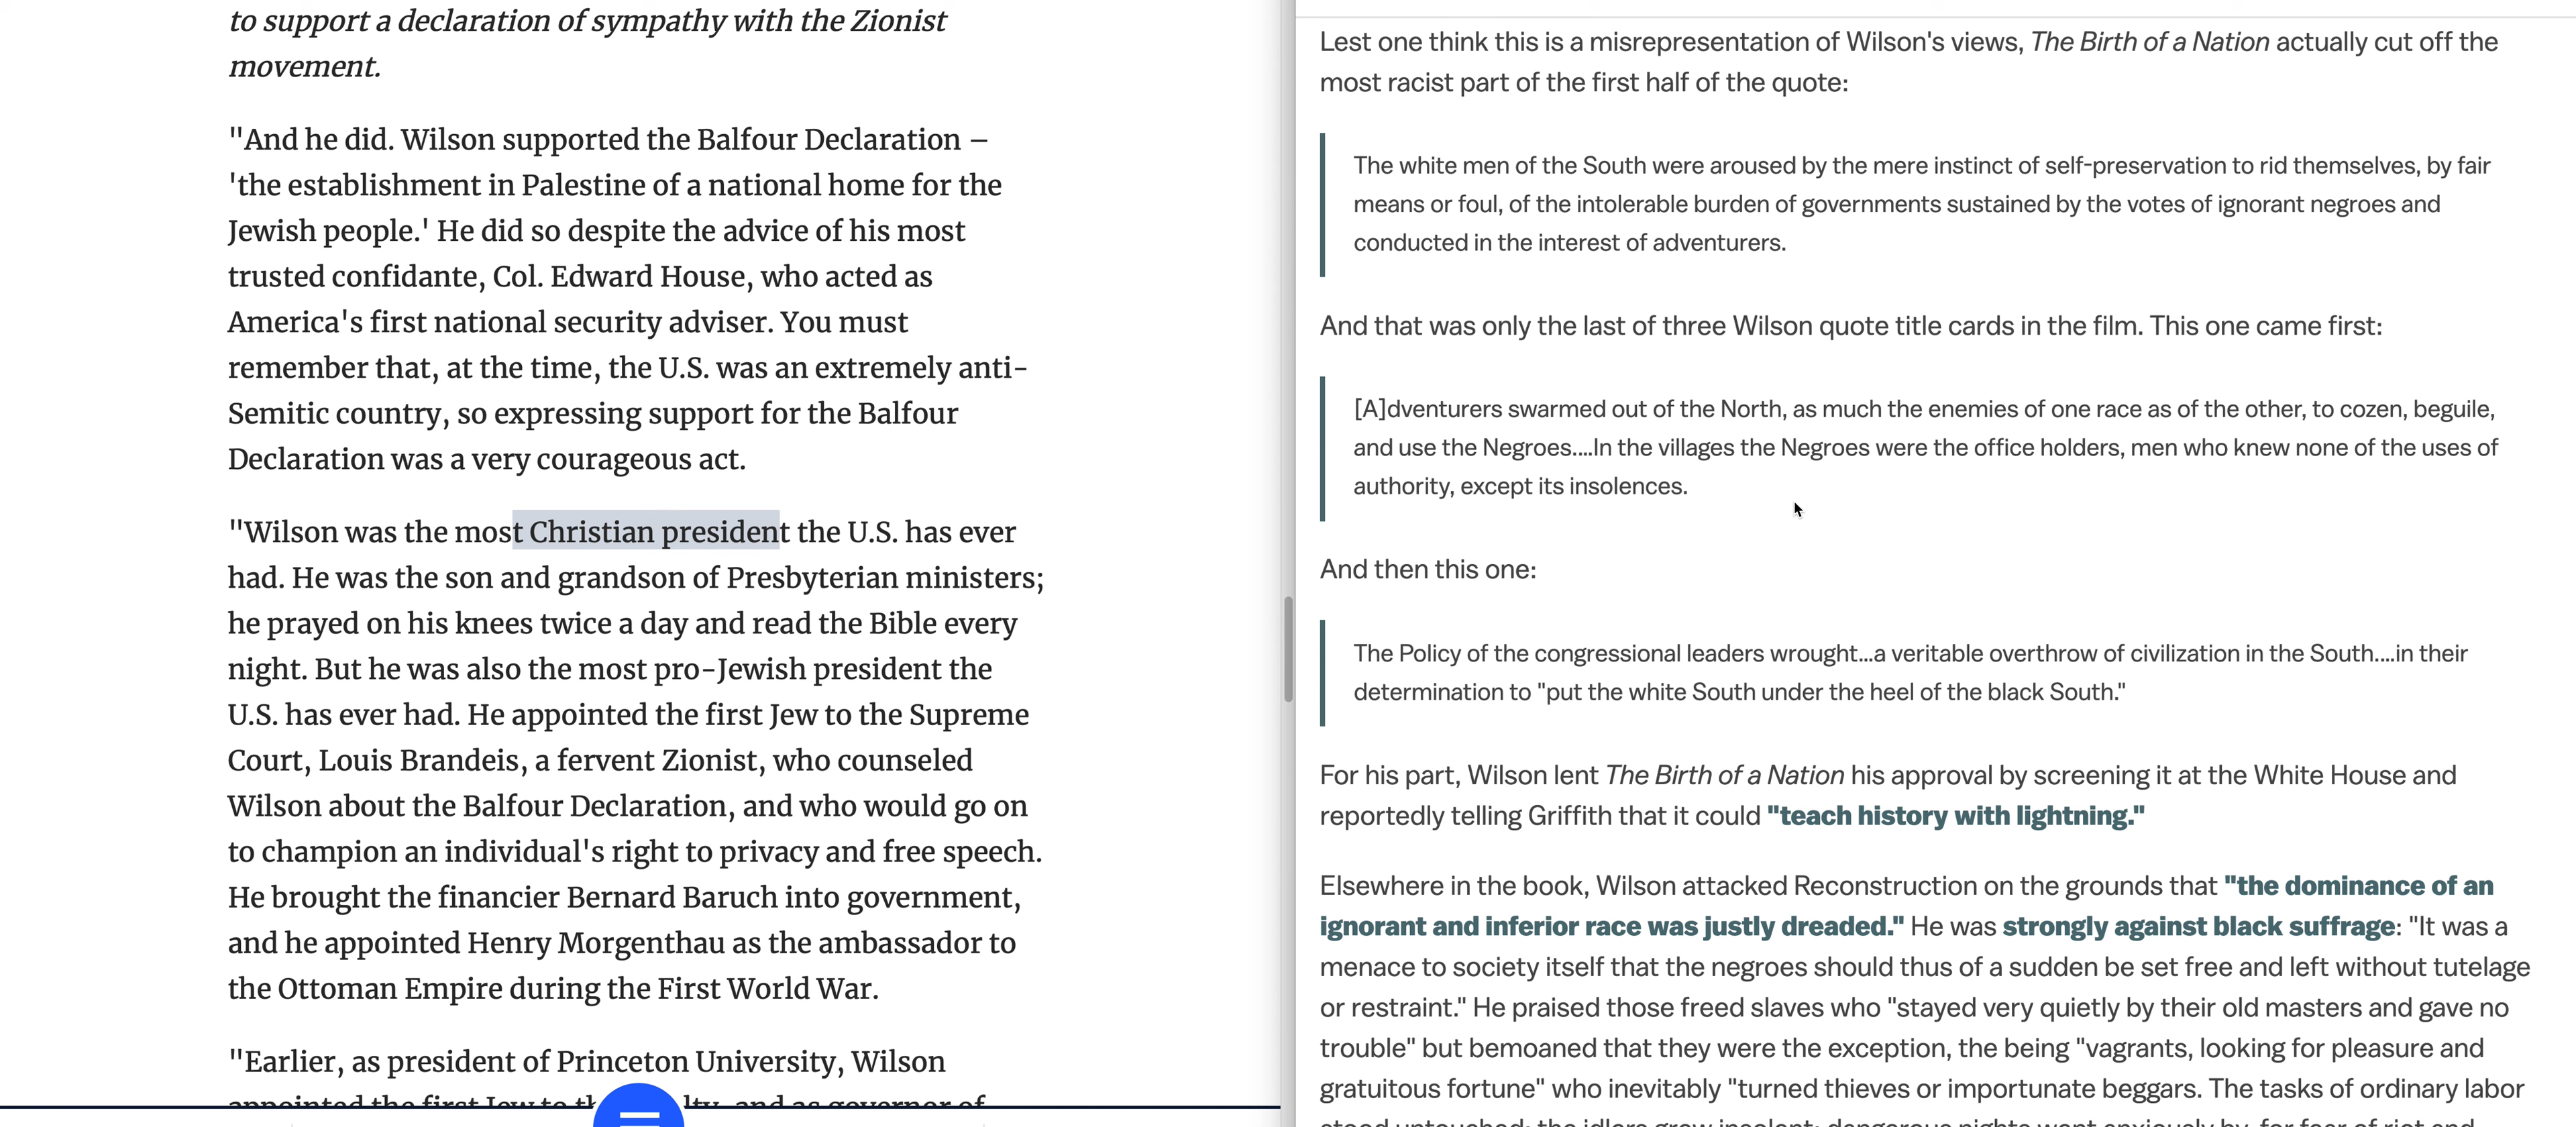 to support a declaration of sympathy with the Zionist
movement.
"And he did. Wilson supported the Balfour Declaration –
'the establishment in Palestine of a national home for the
Jewish people.' He did so despite the advice of his most
trusted confidante, Col. Edward House, who acted as
America's first national security adviser. You must
remember that, at the time, the U.S. was an extremely anti-
Semitic country, so expressing support for the Balfour
Declaration was a very courageous act.
"Wilson was the most Christian president the U.S. has ever
had. He was the son and grandson of Presbyterian ministers;
he prayed on his knees twice a day and read the Bible every
night. But he was also the most pro-Jewish president the
U.S. has ever had. He appointed the first Jew to the Supreme
Court, Louis Brandeis, a fervent Zionist, who counseled
Wilson about the Balfour Declaration, and who would go on
to champion an individual's right to privacy and free speech.
He brought the financier Bernard Baruch into government,
and he appointed Henry Morgenthau as the ambassador to
the Ottoman Empire during the First World War.
"Earlier, as president of Princeton University, Wilson
appointed the first Jew to and as governor of
Lest one think this is a misrepresentation of Wilson's views, The Birth of a Nation actually cut off the
most racist part of the first half of the quote:
The white men of the South were aroused by the mere instinct of self-preservation to rid themselves, by fair
means or foul, of the intolerable burden of governments sustained by the votes of ignorant negroes and
conducted in the interest of adventurers.
And that was only the last of three Wilson quote title cards in the film. This one came first:
[A]dventurers swarmed out of the North, as much the enemies of one race as of the other, to cozen, beguile,
and use the Negroes....In the villages the Negroes were the office holders, men who knew none of the uses of
authority, except its insolences.
And then this one:
The Policy of the congressional leaders wrought...a veritable overthrow of civilization in the South....in their
determination to "put the white South under the heel of the black South."
For his part, Wilson lent The Birth of a Nation his approval by screening it at the White House and
reportedly telling Griffith that it could "teach history with lightning."
Elsewhere in the book, Wilson attacked Reconstruction on the grounds that "the dominance of an
ignorant and inferior race was justly dreaded." He was strongly against black suffrage: "It was a
menace to society itself that the negroes should thus of a sudden be set free and left without tutelage
or restraint." He praised those freed slaves who "stayed very quietly by their old masters and gave no
trouble" but bemoaned that they were the exception, the being "vagrants, looking for pleasure and
gratuitous fortune" who inevitably "turned thieves or importunate beggars. The tasks of ordinary labor
stood untouched; the idlers grew insolent; dangerous nights went anxiously by, for fear of riot and